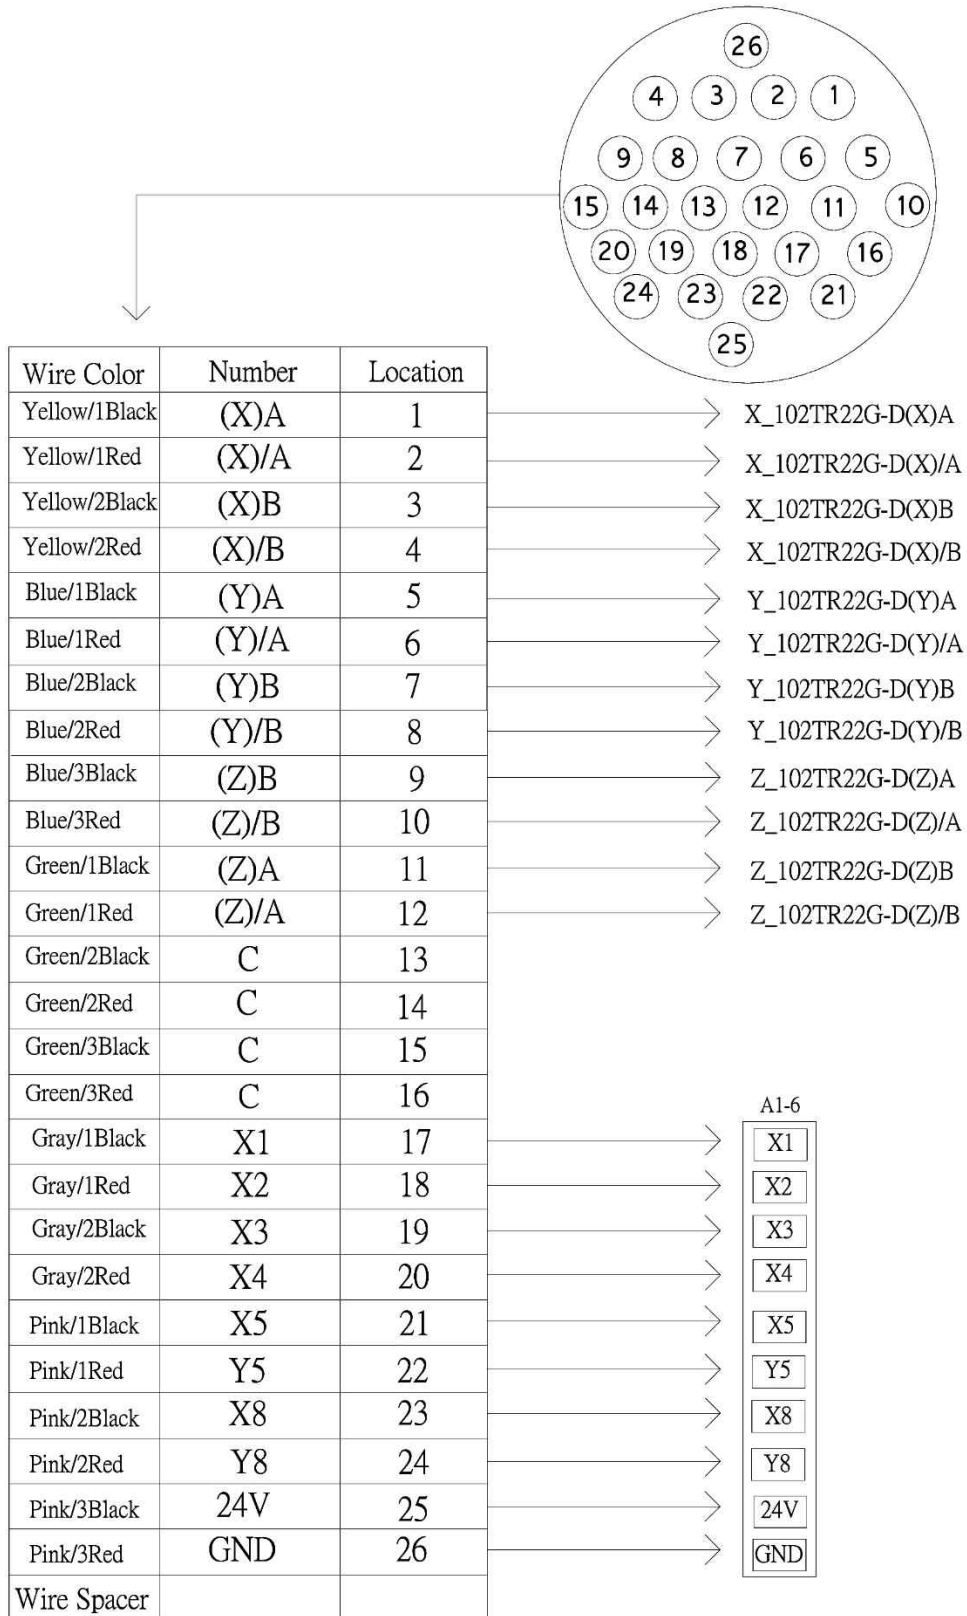 26
4 3 2 1
9 8 7 6 5
15 14 13 12 11 10
20 19 18 17 16
24 23 22 21
25
Wire Color Number Location
Yellow/1Black (X)A 1 X_102TR22G-D(X)A
Yellow/1Red (X)/A 2 X_102TR22G-D(X)/A
Yellow/2Black (X)B 3 X_102TR22G-D(X)B
Yellow/2Red (X)/B 4 X_102TR22G-D(X)/B
Blue/1Black (Y)A 5 Y_102TR22G-D(Y)A
Blue/1Red (Y)/A 6 Y_102TR22G-D(Y)/A
Blue/2Black (Y)B 7 Y_102TR22G-D(Y)B
Blue/2Red (Y)/B 8 Y_102TR22G-D(Y)/B
Blue/3Black (Z)B 9 Z_102TR22G-D(Z)A
Blue/3Red (Z)/B 10 Z_102TR22G-D(Z)/A
Green/1Black (Z)A 11 Z_102TR22G-D(Z)B
Green/1Red (Z)/A 12 Z_102TR22G-D(Z)/B
Green/2Black C 13
Green/2Red C 14
Green/3Black C 15
Green/3Red C 16
A1-6
Gray/1Black X1 17 X1
Gray/1Red X2 18 X2
Gray/2Black X3 19 X3
Gray/2Red X4 20 X4
Pink/1Black X5 21 X5
Pink/1Red Y5 22 Y5
Pink/2Black X8 23 X8
Pink/2Red Y8 24 Y8
Pink/3Black 24V 25 24V
Pink/3Red GND 26 GND
Wire Spacer